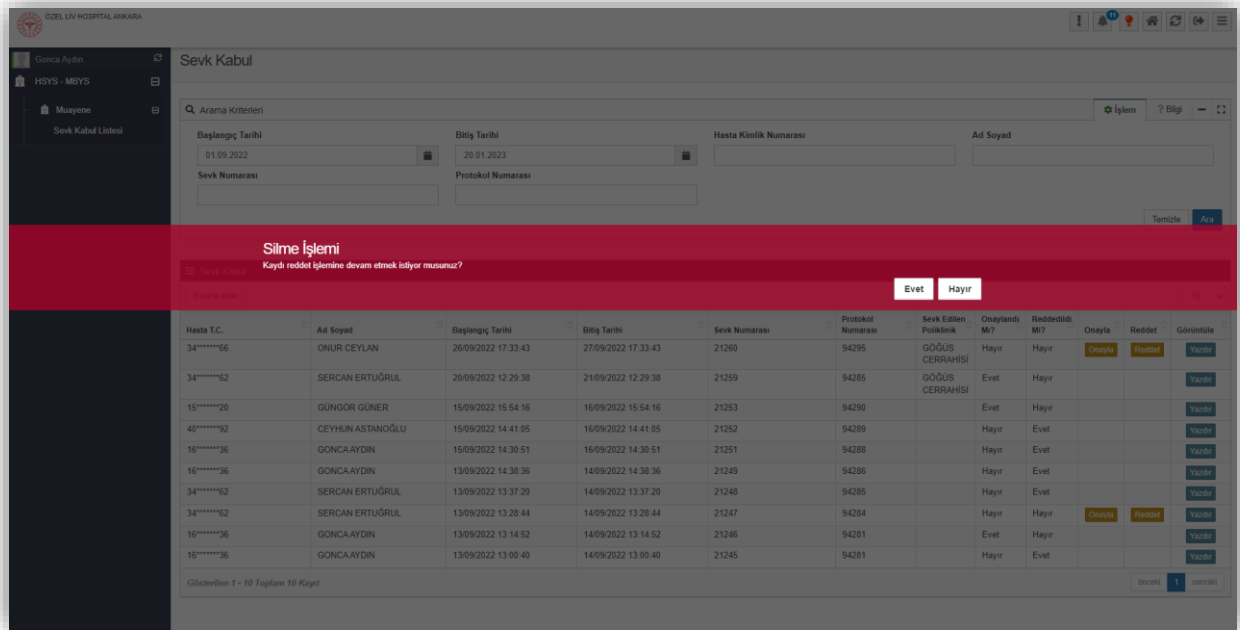 ÖZEL LIV HOSPITAL ANKARA
11
Gonca Aydın
Sevk Kabul
HSYS - MBYS
Muayene
Sevk Kabul Listesi
Arama Kriterleri
İşlem
? Bilgi
Başlangıç Tarihi
Bitiş Tarihi
Hasta Kimlik Numarası
Ad Soyad
01.09.2022
20.01.2023
Sevk Numarası
Protokol Numarası
Temizle
Ara
Silme İşlemi
Kaydı reddet işlemine devam etmek istiyor musunuz?
Sevk Kabul
Evet
Hayır
Hasta T.C. Ad Soyad Başlangıç Tarihi Bitiş Tarihi Sevk Numarası Protokol Numarası Sevk Edilen Poliklinik Onaylandı Mı? Reddedildi Mi? Onayla Reddet Görüntüle
34*******66 ONUR CEYLAN 26/09/2022 17:33:43 27/09/2022 17:33:43 21260 94295 GÖĞÜS CERRAHİSİ Hayır Hayır Onayla Reddet Yazdır
34*******62 SERCAN ERTUĞRUL 20/09/2022 12:29:38 21/09/2022 12:29:38 21259 94285 GÖĞÜS CERRAHİSİ Evet Hayır Yazdır
15*******20 GÜNGÖR GÜNER 15/09/2022 15:54:16 16/09/2022 15:54:16 21253 94290 Evet Hayır Yazdır
40*******92 CEYHUN ASTANOĞLU 15/09/2022 14:41:05 16/09/2022 14:41:05 21252 94289 Hayır Evet Yazdır
16*******36 GONCA AYDIN 15/09/2022 14:30:51 16/09/2022 14:30:51 21251 94288 Hayır Evet Yazdır
16*******36 GONCA AYDIN 13/09/2022 14:38:36 14/09/2022 14:38:36 21249 94286 Hayır Evet Yazdır
34*******62 SERCAN ERTUĞRUL 13/09/2022 13:37:20 14/09/2022 13:37:20 21248 94285 Hayır Evet Yazdır
34*******62 SERCAN ERTUĞRUL 13/09/2022 13:28:44 14/09/2022 13:28:44 21247 94284 Hayır Hayır Onayla Reddet Yazdır
16*******36 GONCA AYDIN 13/09/2022 13:14:52 14/09/2022 13:14:52 21246 94281 Evet Hayır Yazdır
16*******36 GONCA AYDIN 13/09/2022 13:00:40 14/09/2022 13:00:40 21245 94281 Hayır Evet Yazdır
Gösterilen 1 - 10 Toplam 10 Kayıt
önceki 1 sonraki